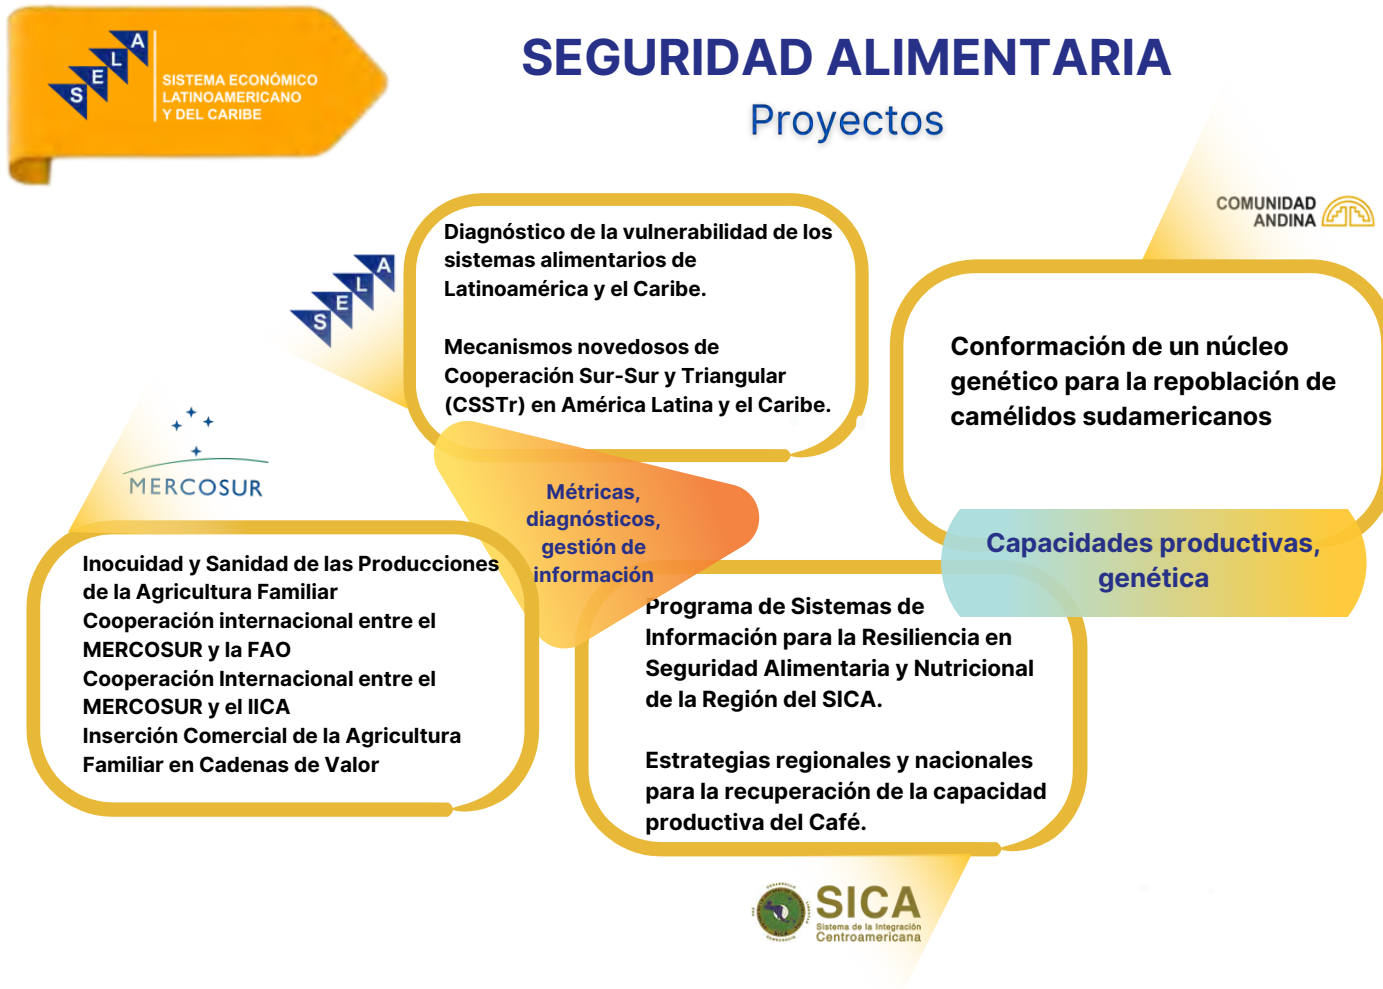 SELA
SISTEMA ECONÓMICO
LATINOAMERICANO
Y DEL CARIBE
SEGURIDAD ALIMENTARIA
Proyectos
COMUNIDAD
ANDINA
SELA
Diagnóstico de la vulnerabilidad de los
sistemas alimentarios de
Latinoamérica y el Caribe.
Mecanismos novedosos de
Cooperación Sur-Sur y Triangular
(CSSTr) en América Latina y el Caribe.
Conformación de un núcleo
genético para la repoblación de
camélidos sudamericanos
MERCOSUR
Métricas,
diagnósticos,
gestión de
información
Capacidades productivas,
genética
Inocuidad y Sanidad de las Producciones
de la Agricultura Familiar
Cooperación internacional entre el
MERCOSUR y la FAO
Cooperación Internacional entre el
MERCOSUR y el IICA
Inserción Comercial de la Agricultura
Familiar en Cadenas de Valor
Programa de Sistemas de
Información para la Resiliencia en
Seguridad Alimentaria y Nutricional
de la Región del SICA.
Estrategias regionales y nacionales
para la recuperación de la capacidad
productiva del Café.
SICA
Sistema de la Integración
Centroamericana